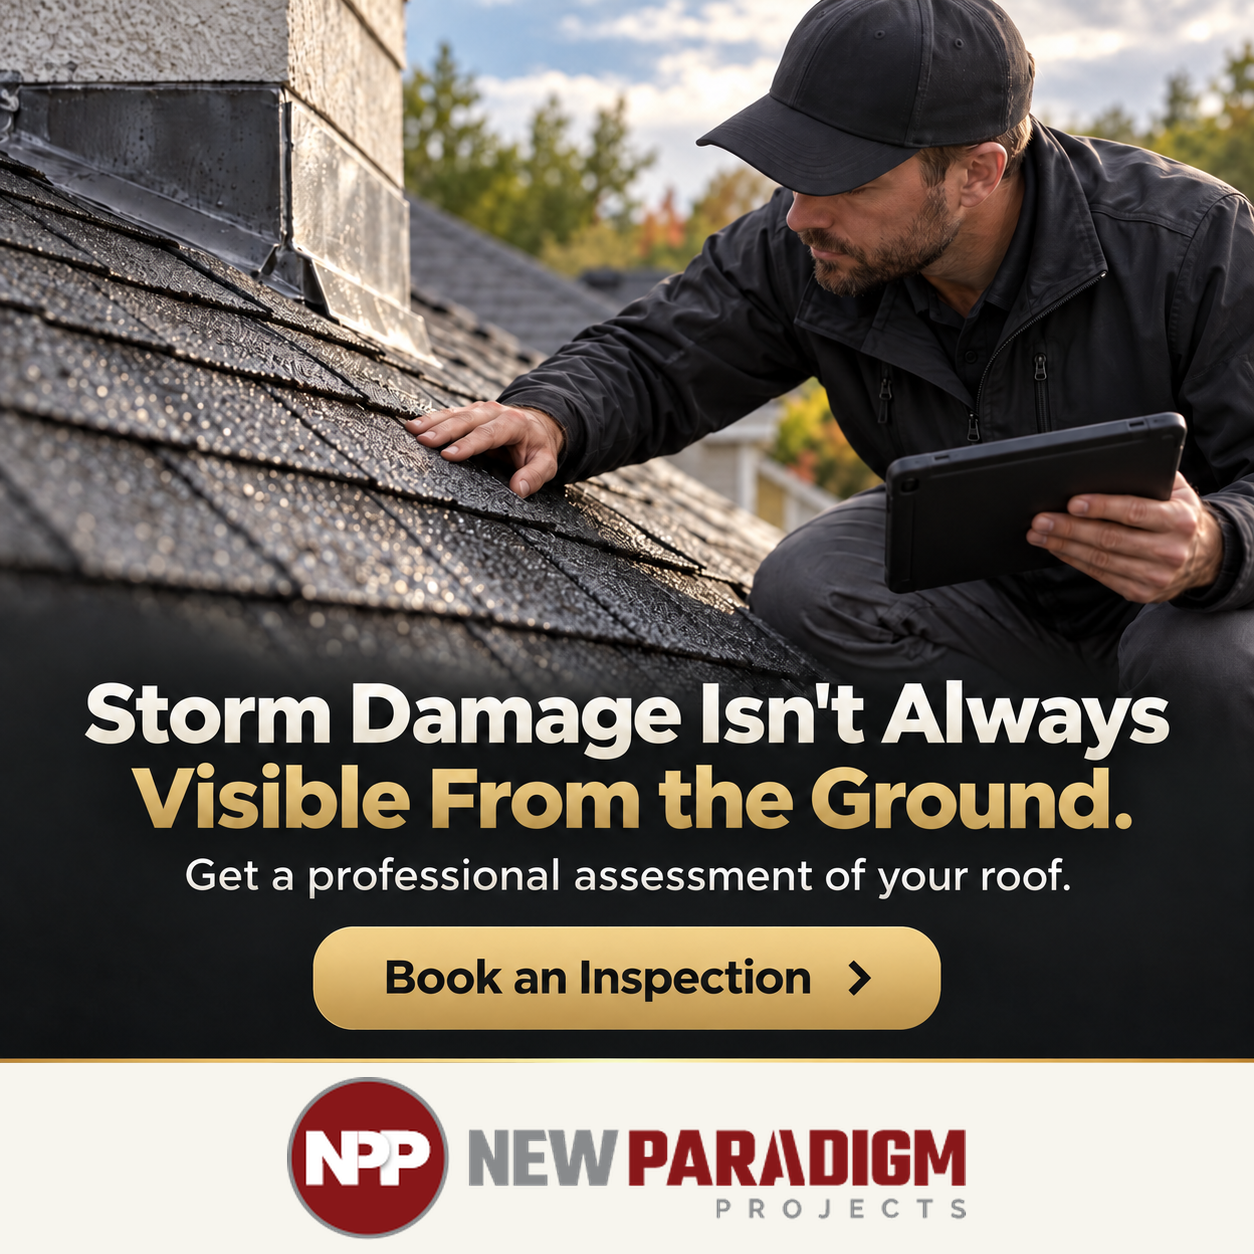 Storm Damage Isn't Always
Visible From the Ground.
Get a professional assessment of your roof.
Book an Inspection
NPP
NEW PARADIGM
PROJECTS